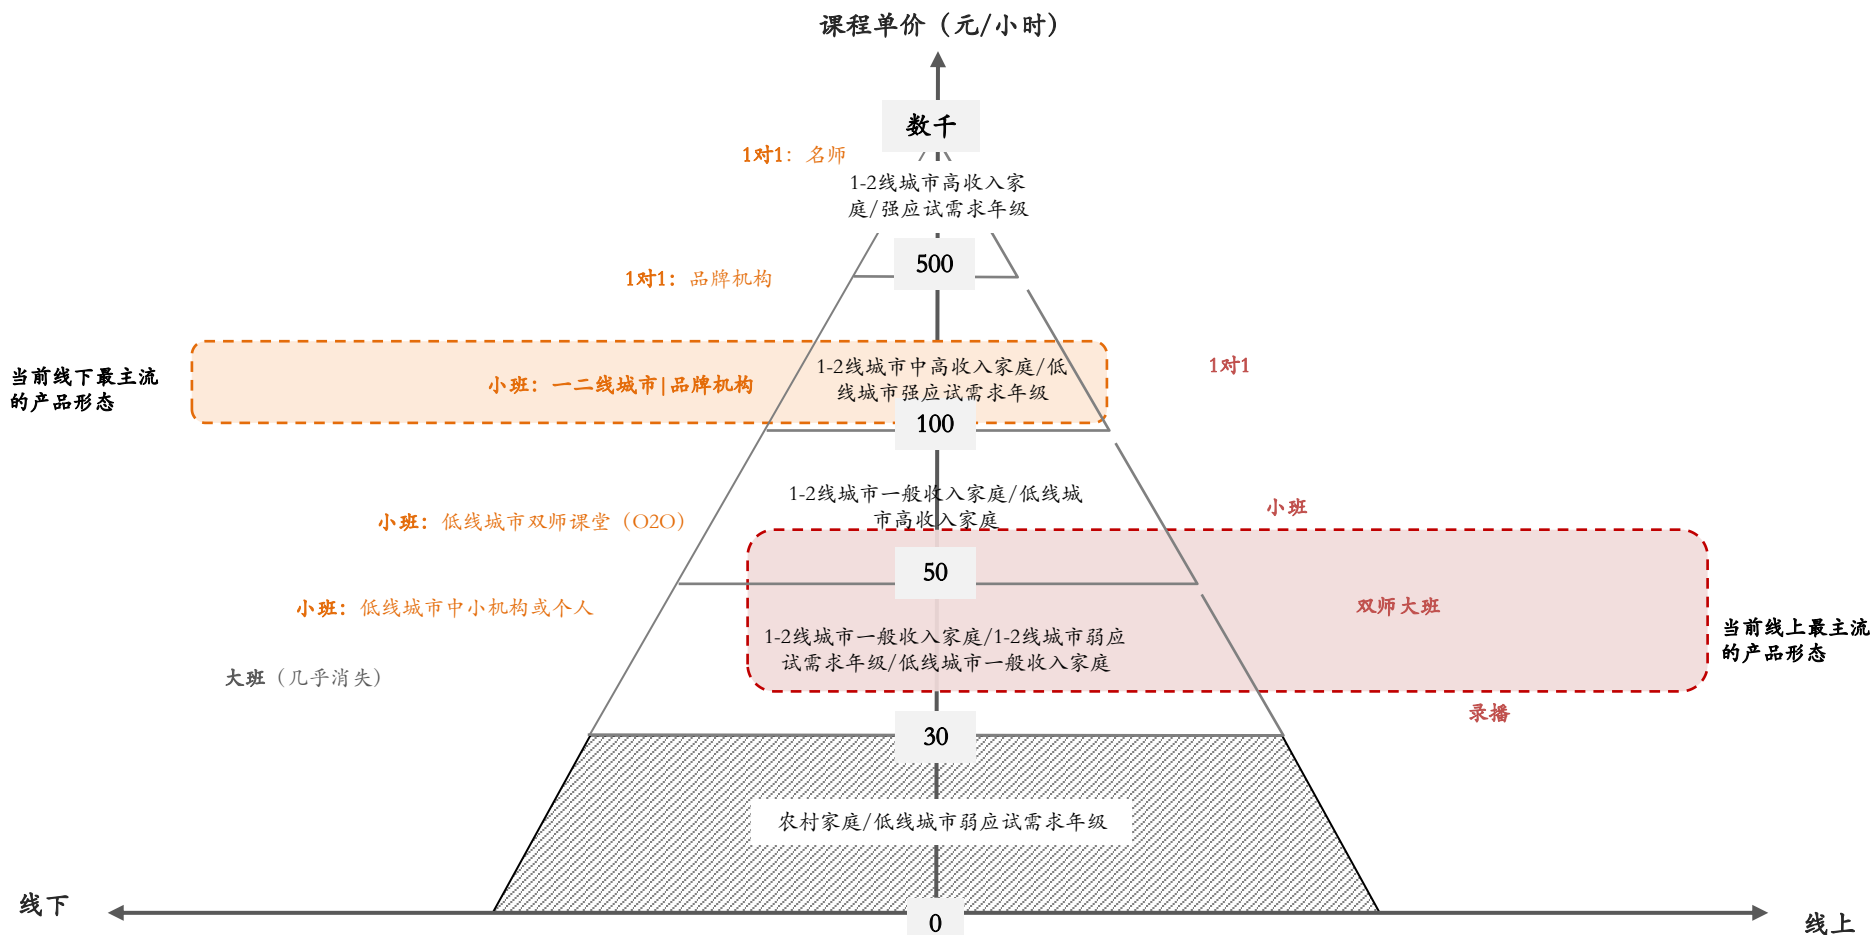 课程单价（元/小时）
数千
1对1：名师
1-2线城市高收入家
庭/强应试需求年级
500
1对1：品牌机构
当前线下最主流
的产品形态
小班：一二线城市|品牌机构
1-2线城市中高收入家庭/低
线城市强应试需求年级
1对1
100
1-2线城市一般收入家庭/低线城
市高收入家庭
小班：低线城市双师课堂（O2O）
小班
50
小班：低线城市中小机构或个人
双师大班
1-2线城市一般收入家庭/1-2线城市弱应
试需求年级/低线城市一般收入家庭
当前线上最主流
的产品形态
大班（几乎消失）
录播
30
农村家庭/低线城市弱应试需求年级
线下
0
线上